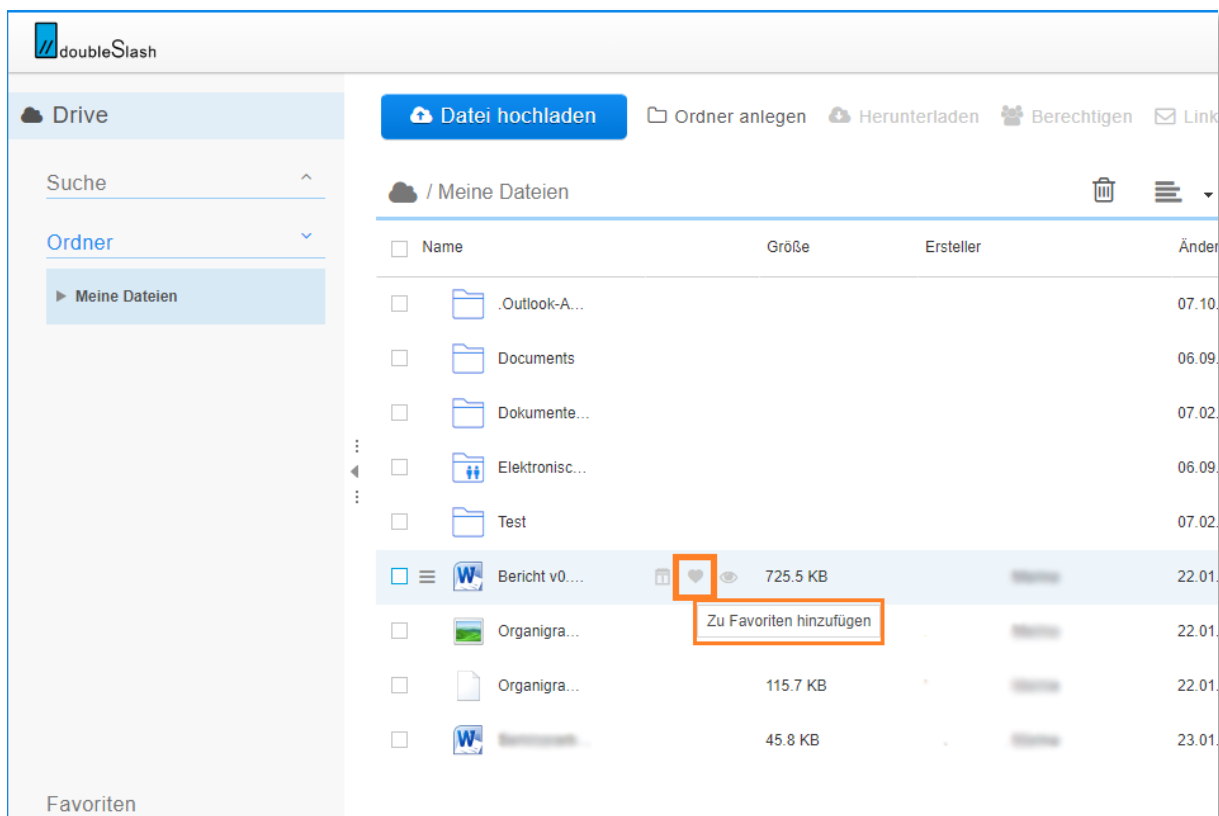 // doubleSlash
Drive
Datei hochladen Ordner anlegen Herunterladen Berechtigen Link
Suche
/ Meine Dateien
Ordner
Name Größe Ersteller Änder
Meine Dateien
.Outlook-A... 07.10.
Documents 06.09.
Dokumente... 07.02.
Elektronisc... 06.09.
Test 07.02.
Bericht v0.... 725.5 KB 22.01.
Zu Favoriten hinzufügen
Organigra... 22.01.
Organigra... 115.7 KB 22.01.
45.8 KB 23.01.
Favoriten